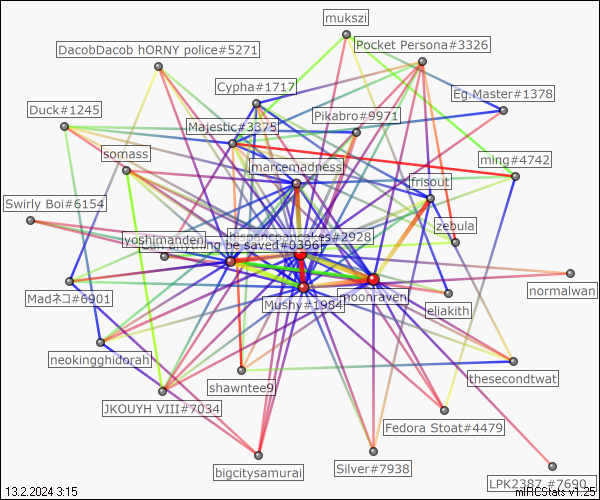 mukszi
Pocket Persona#3326
DacobDacob hORNY police#5271
Cypha#1717
Eg.Master#1378
Duck#1245
Pikabro#9971
Majestic#3375
somass
marcemadness
ming#4742
frisout
Swirly Boi#6154
zebula
hispanicpancakes#2928
yoshimanden
Can anything be saved#0396
Madネコ#6901
Mushy#1984
moonraven
eliakith
normalwan
neokingghidorah
thesecondtwat
shawntee9
JKOUYH VIII#7034
Fedora Stoat#4479
bigcitysamurai
Silver#7938
LPK2387_#7690
13.2.2024 3:15
mIRCStats v1.25